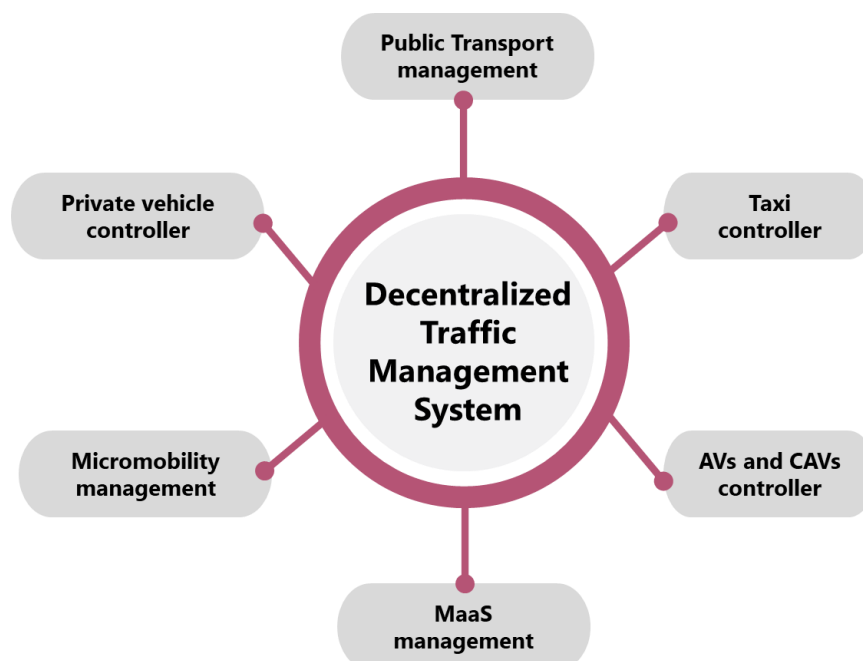 Public Transport
management
Private vehicle
controller
Taxi
controller
Decentralized
Traffic
Management
System
Micromobility
management
AVs and CAVs
controller
MaaS
management